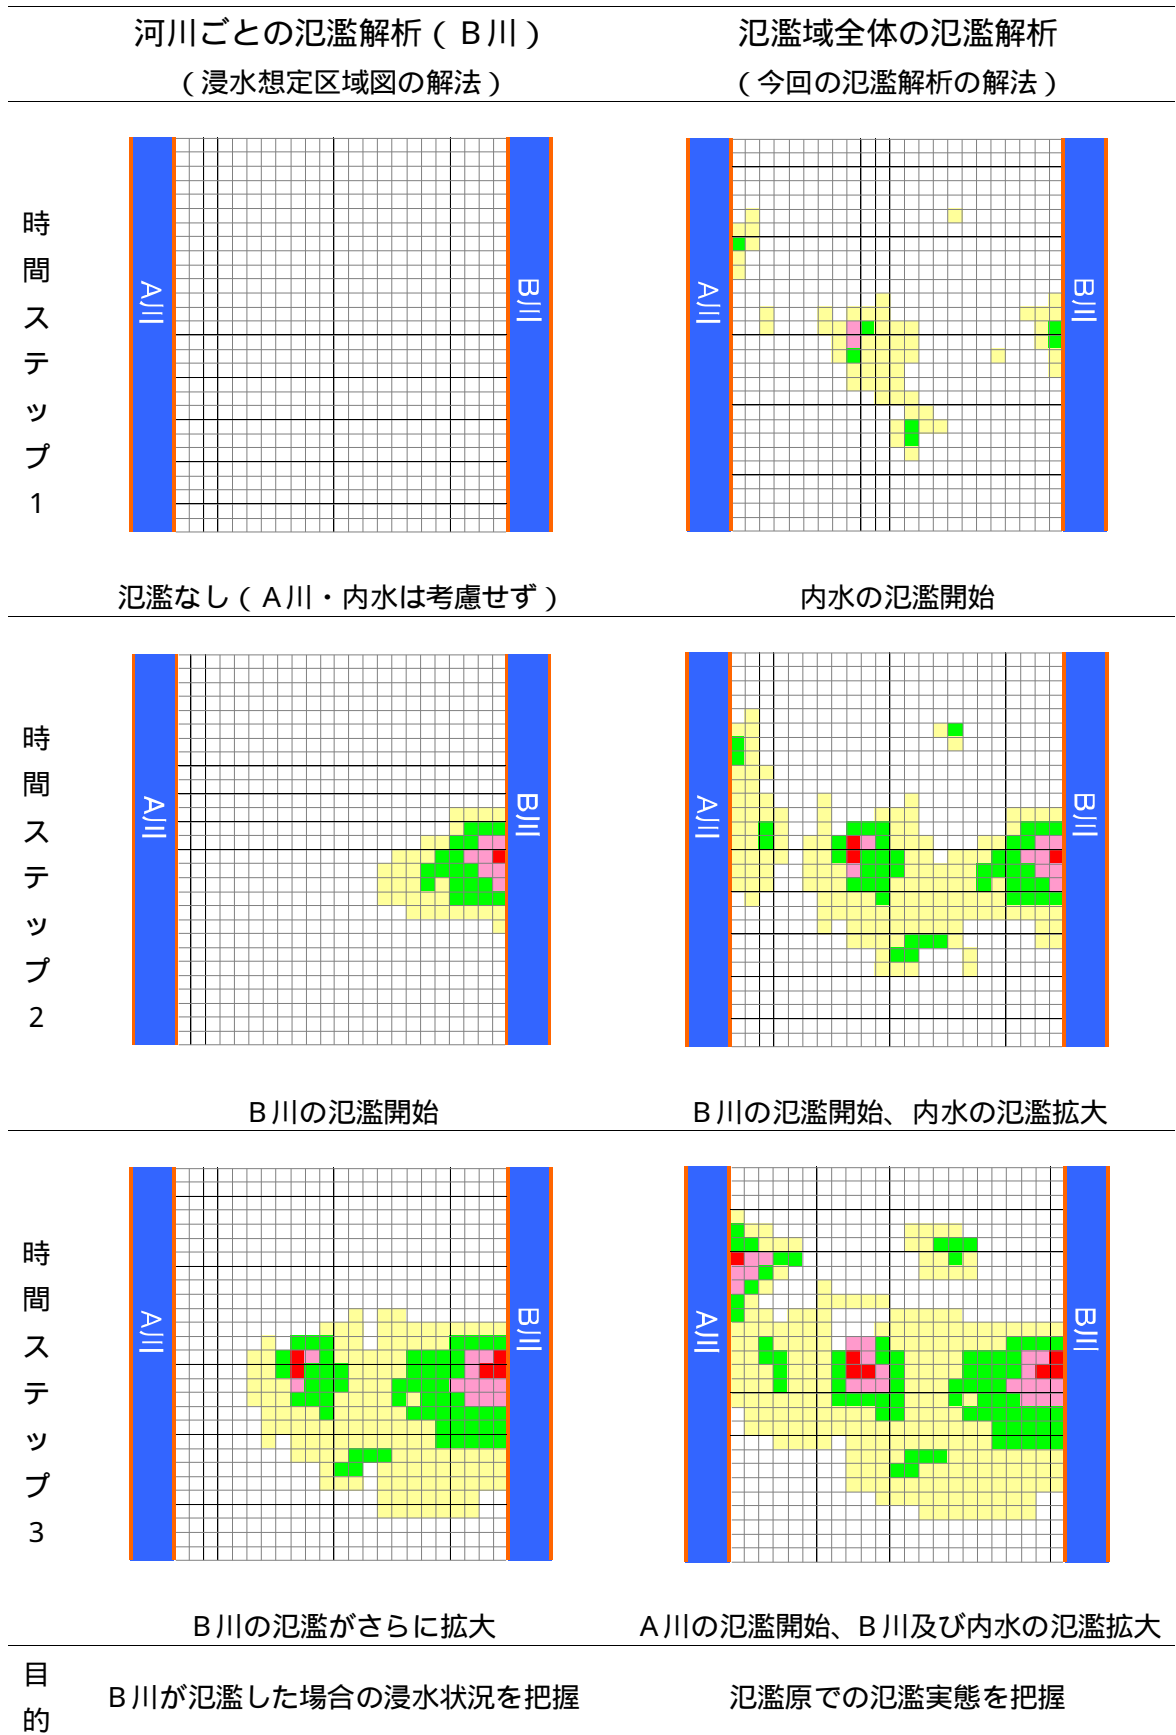 河川ごとの氾濫解析（Ｂ川）
（浸水想定区域図の解法）
氾濫域全体の氾濫解析
（今回の氾濫解析の解法）
時間ステップ1
A川
B川
A川
B川
氾濫なし（A川・内水は考慮せず）
内水の氾濫開始
時間ステップ2
A川
B川
A川
B川
B川の氾濫開始
B川の氾濫開始、内水の氾濫拡大
時間ステップ3
A川
B川
A川
B川
B川の氾濫がさらに拡大
A川の氾濫開始、B川及び内水の氾濫拡大
目的
B川が氾濫した場合の浸水状況を把握
氾濫原での氾濫実態を把握